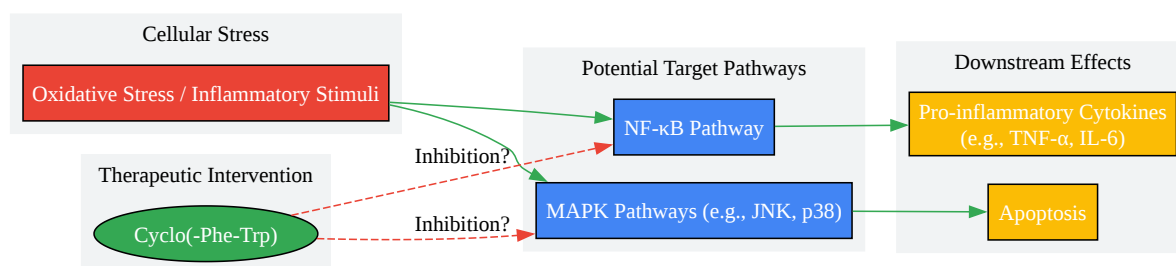 Cellular Stress
Oxidative Stress / Inflammatory Stimuli
Therapeutic Intervention
Cyclo(-Phe-Trp)
Inhibition?
Inhibition?
Potential Target Pathways
NF-κB Pathway
MAPK Pathways (e.g., JNK, p38)
Downstream Effects
Pro-inflammatory Cytokines
(e.g., TNF-α, IL-6)
Apoptosis